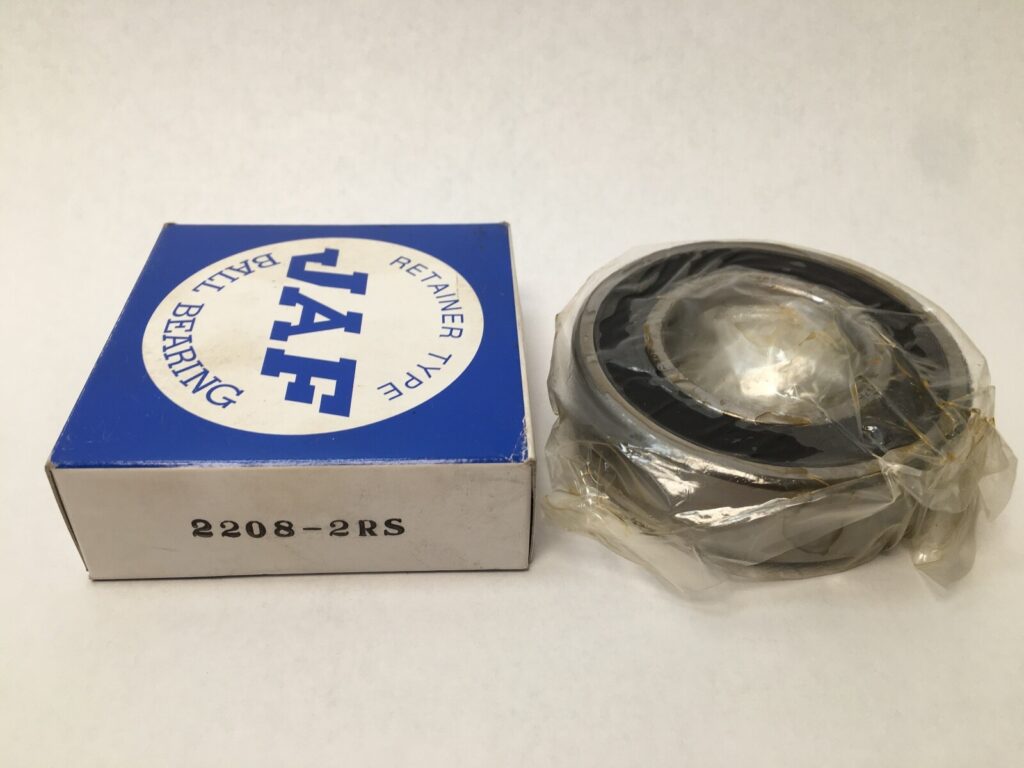 RETAINER TYPE
JAF
BALL BEARING
2208-2RS